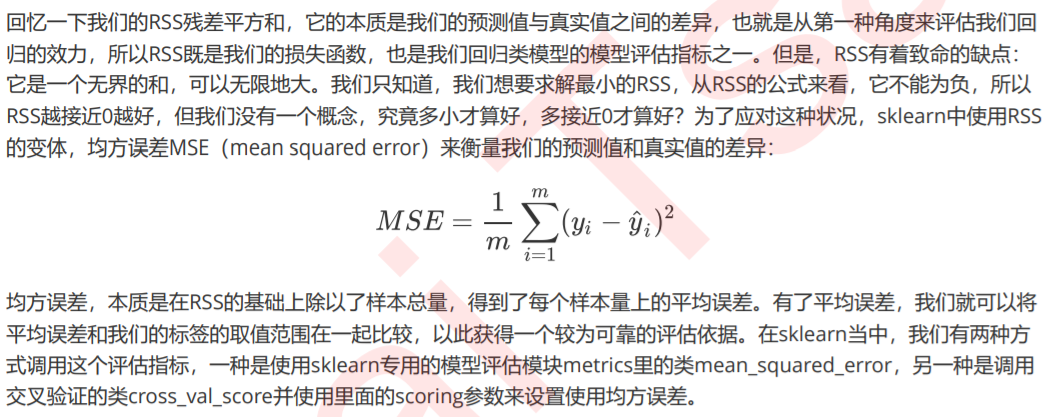 回忆一下我们的RSS残差平方和，它的本质是我们的预测值与真实值之间的差异，也就是从第一种角度来评估我们回
归的效力，所以RSS既是我们的损失函数，也是我们回归类模型的模型评估指标之一。但是，RSS有着致命的缺点：
它是一个无界的和，可以无限地大。我们只知道，我们想要求解最小的RSS，从RSS的公式来看，它不能为负，所以
RSS越接近0越好，但我们没有一个概念，究竟多小才算好，多接近0才算好？为了应对这种状况，sklearn中使用RSS
的变体，均方误差MSE（mean squared error）来衡量我们的预测值和真实值的差异：
$MSE = \frac{1}{m} \sum_{i=1}^{m} (y_i - \hat{y}_i)^2$
均方误差，本质是在RSS的基础上除以了样本总量，得到了每个样本量上的平均误差。有了平均误差，我们就可以将
平均误差和我们的标签的取值范围在一起比较，以此获得一个较为可靠的评估依据。在sklearn当中，我们有两种方
式调用这个评估指标，一种是使用sklearn专用的模型评估模块metrics里的类mean_squared_error，另一种是调用
交叉验证的类cross_val_score并使用里面的scoring参数来设置使用均方误差。